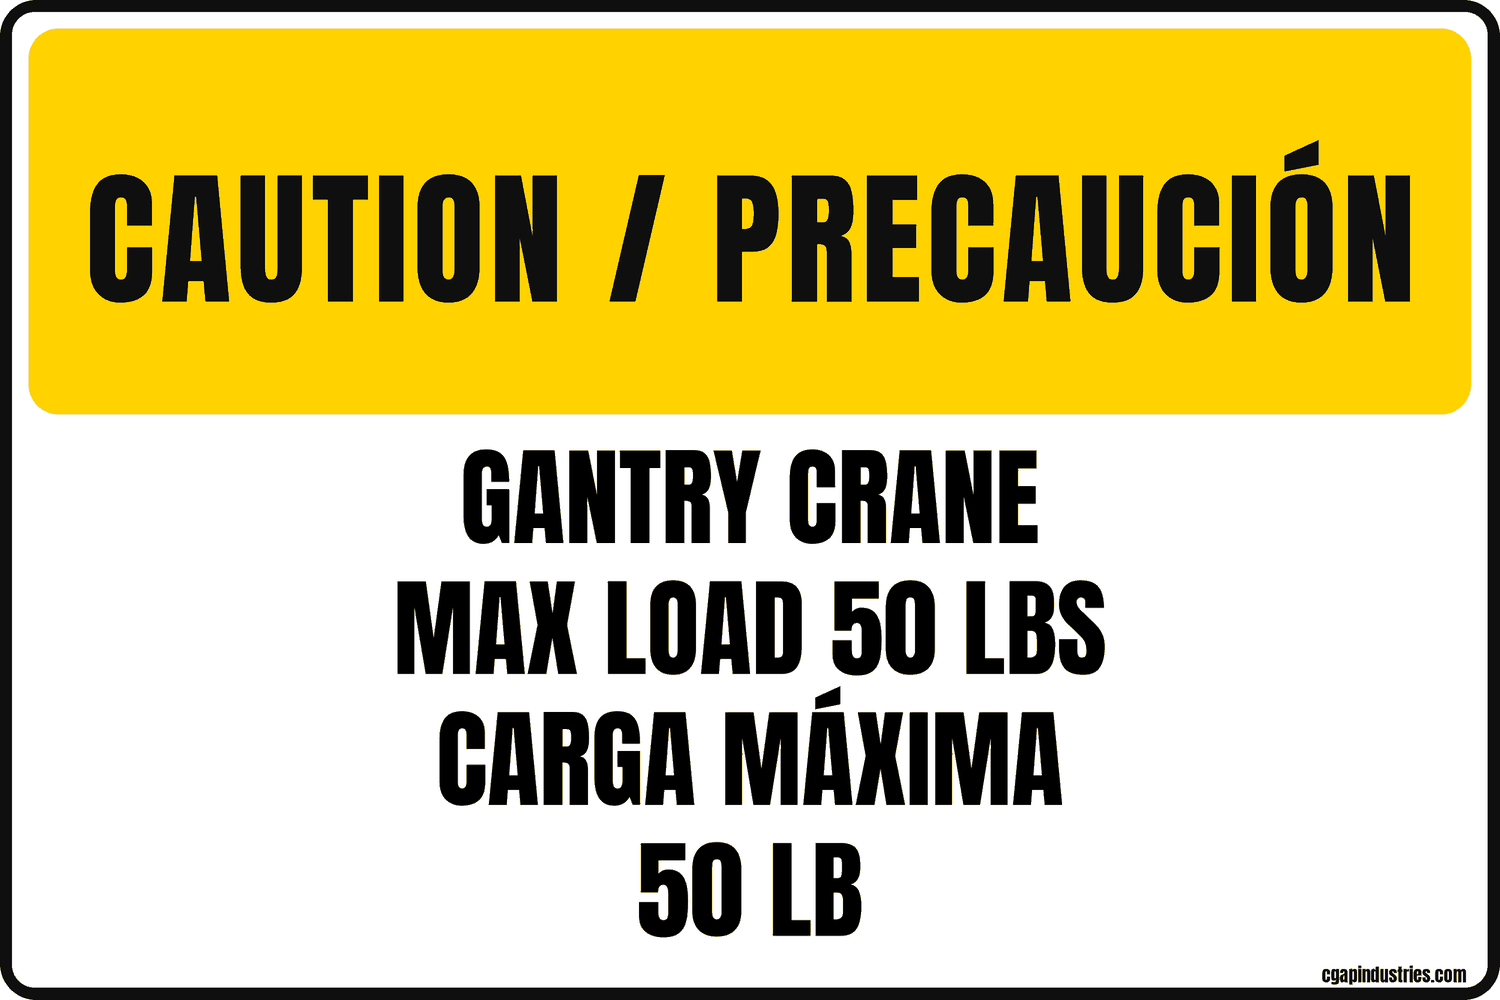 CAUTION / PRECAUCIÓN
GANTRY CRANE
MAX LOAD 50 LBS
CARGA MÁXIMA
50 LB
cgapindustries.com